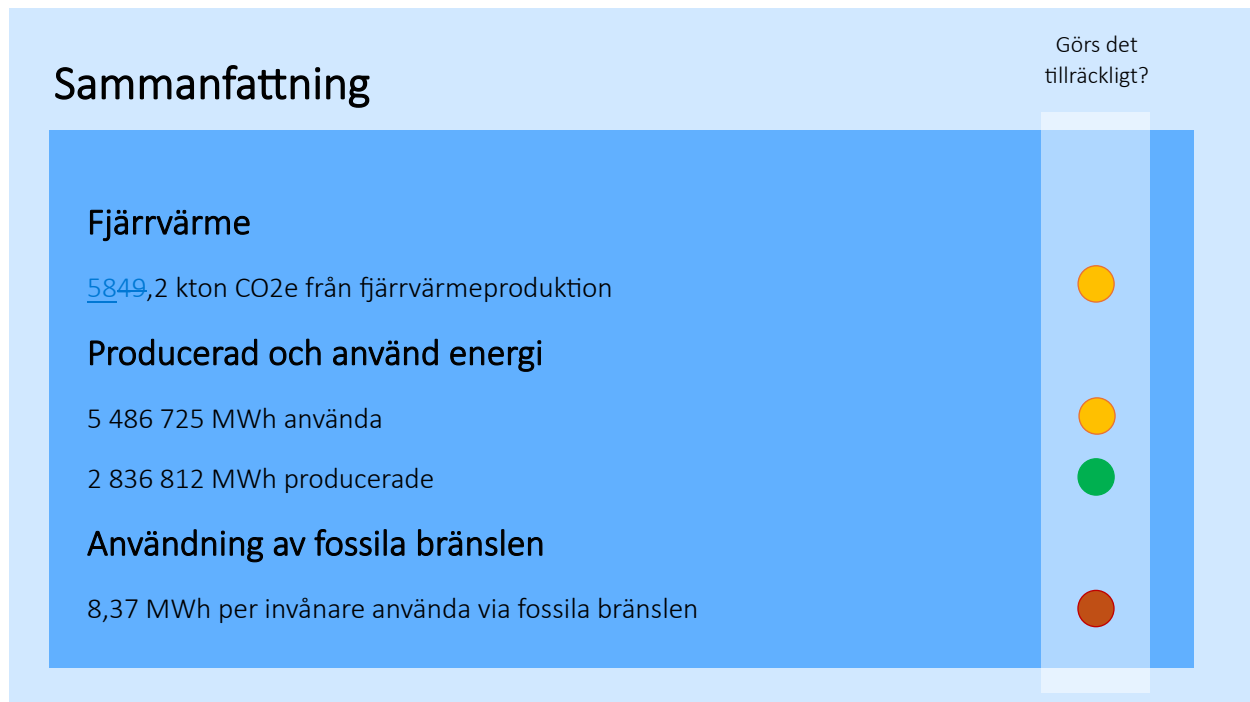 Görs det
tillräckligt?
Sammanfattning
Fjärrvärme
5849,2 kton CO2e från fjärrvärmeproduktion
Producerad och använd energi
5 486 725 MWh använda
2 836 812 MWh producerade
Användning av fossila bränslen
8,37 MWh per invånare använda via fossila bränslen